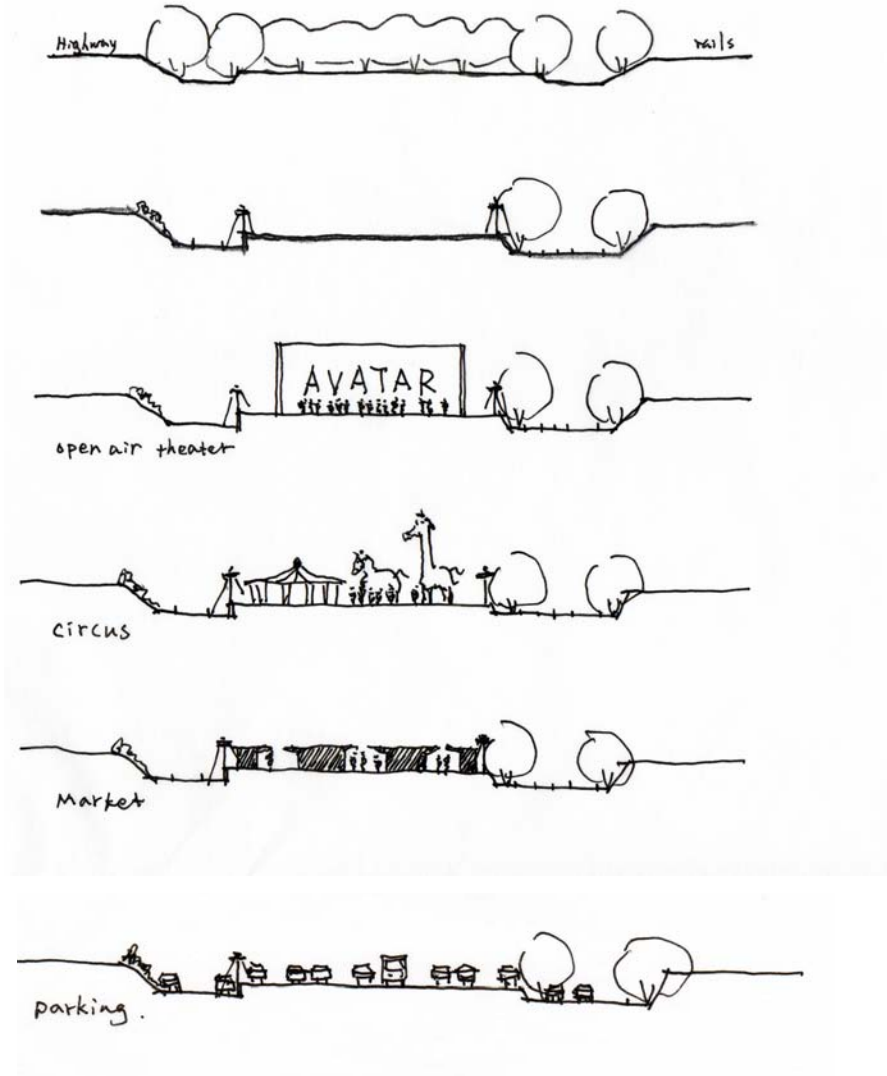 Highway
rails
AVATAR
open air theater
circus
Market
parking.